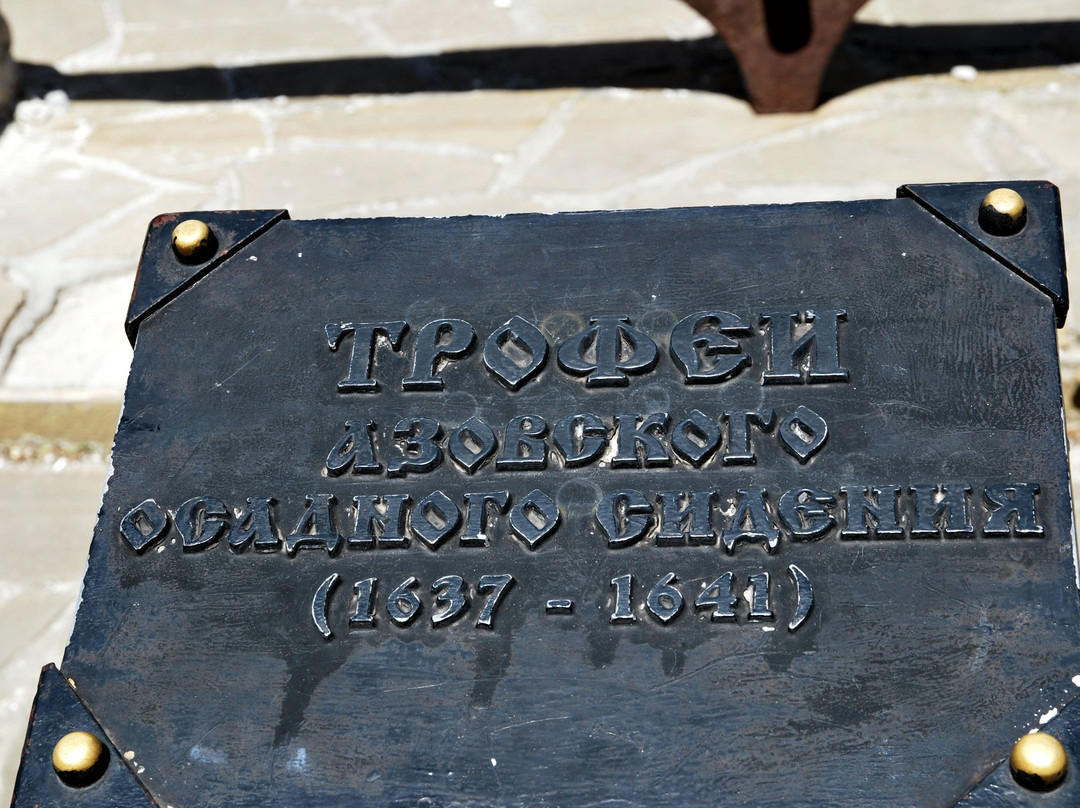 ТРОФЕИ
АЗОВСКОГО
ОСАДНОГО СИДЕНИЯ
(1637 - 1641)